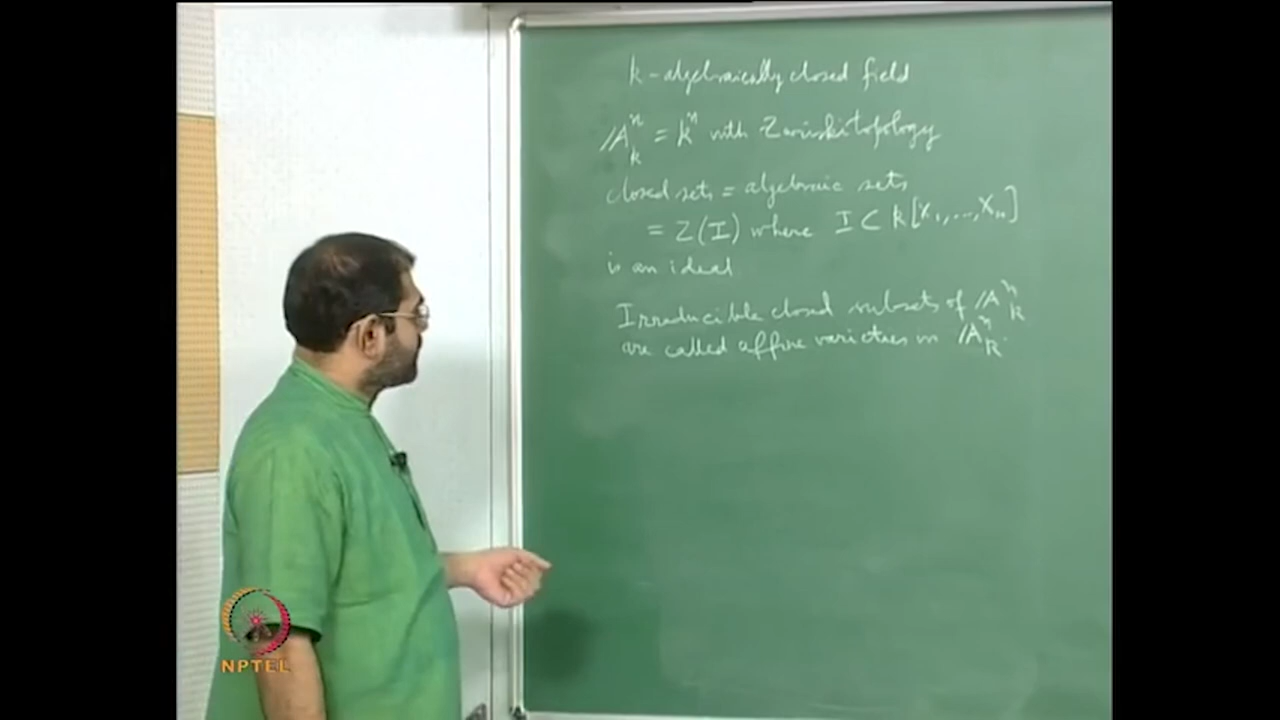 k - algebraically closed field
𝔸ⁿₖ = kⁿ with Zariski topology
closed sets = algebraic sets
= Z(I) where I ⊂ k[X₁,...,Xₙ]
is an ideal
Irreducible closed subsets of 𝔸ⁿₖ
are called affine varieties in 𝔸ⁿₖ.
NPTEL